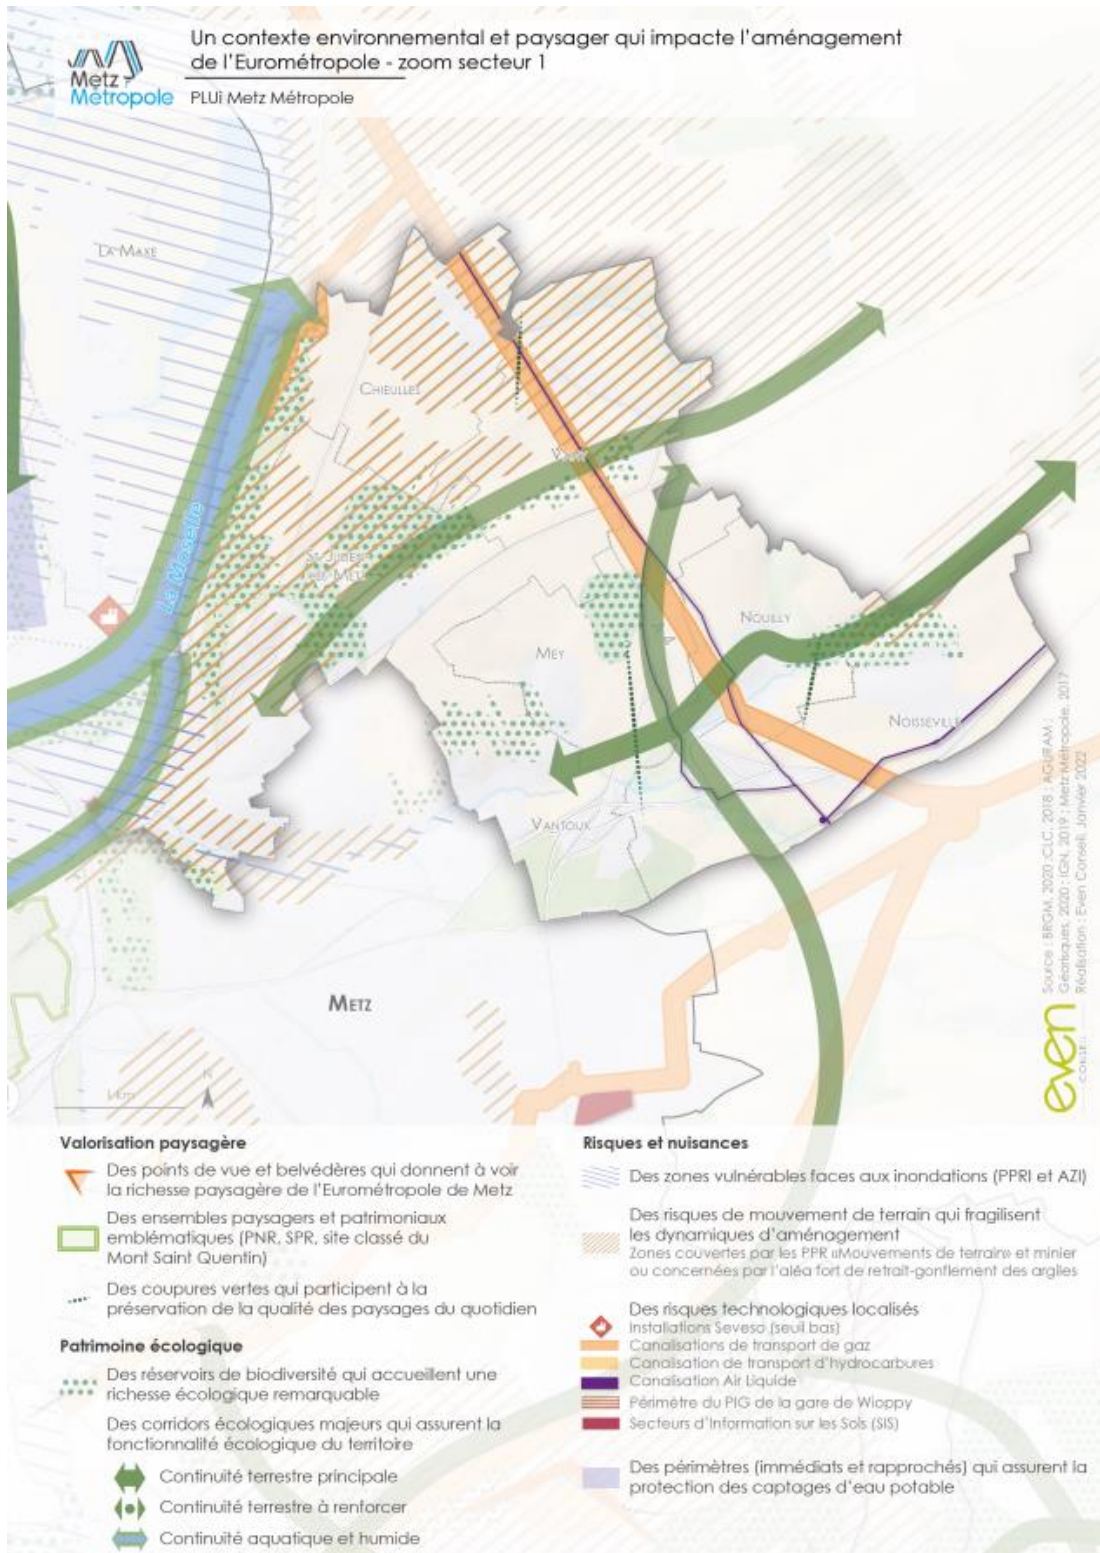 Un contexte environnemental et paysager qui impacte l'aménagement
de l'Eurométropole - zoom secteur 1
Metz
Métropole
PLUi Metz Métropole
LA MAXE
CHIEULLES
La Moselle
NOUILLY
MEY
NOISSEVILLE
VANTOUX
METZ
N
1 km
Source : BRGM, 2020 ;CLC, 2018 ; AGURAM ;
Géorisques, 2020 ; IGN, 2019 ; Metz Métropole, 2017
Réalisation : Even Conseil, Janvier 2022
even
CONSEIL
Valorisation paysagère
Des points de vue et belvédères qui donnent à voir
la richesse paysagère de l'Eurométropole de Metz
Des ensembles paysagers et patrimoniaux
emblématiques (PNR, SPR, site classé du
Mont Saint Quentin)
Des coupures vertes qui participent à la
préservation de la qualité des paysages du quotidien
Patrimoine écologique
Des réservoirs de biodiversité qui accueillent une
richesse écologique remarquable
Des corridors écologiques majeurs qui assurent la
fonctionnalité écologique du territoire
Continuité terrestre principale
Continuité terrestre à renforcer
Continuité aquatique et humide
Risques et nuisances
Des zones vulnérables faces aux inondations (PPRI et AZI)
Des risques de mouvement de terrain qui fragilisent
les dynamiques d'aménagement
Zones couvertes par les PPR «Mouvements de terrain» et minier
ou concernées par l'aléa fort de retrait-gonflement des argiles
Des risques technologiques localisés
Installations Seveso (seuil bas)
Canalisations de transport de gaz
Canalisation de transport d'hydrocarbures
Canalisation Air Liquide
Périmètre du PIG de la gare de Wioppy
Secteurs d'Information sur les Sols (SIS)
Des périmètres (immédiats et rapprochés) qui assurent la
protection des captages d'eau potable